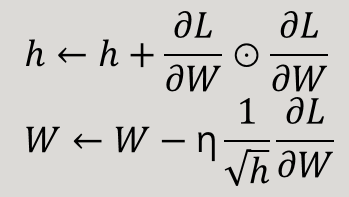 h ← h + ∂L/∂W ⊙ ∂L/∂W
W ← W − η 1/√h ∂L/∂W